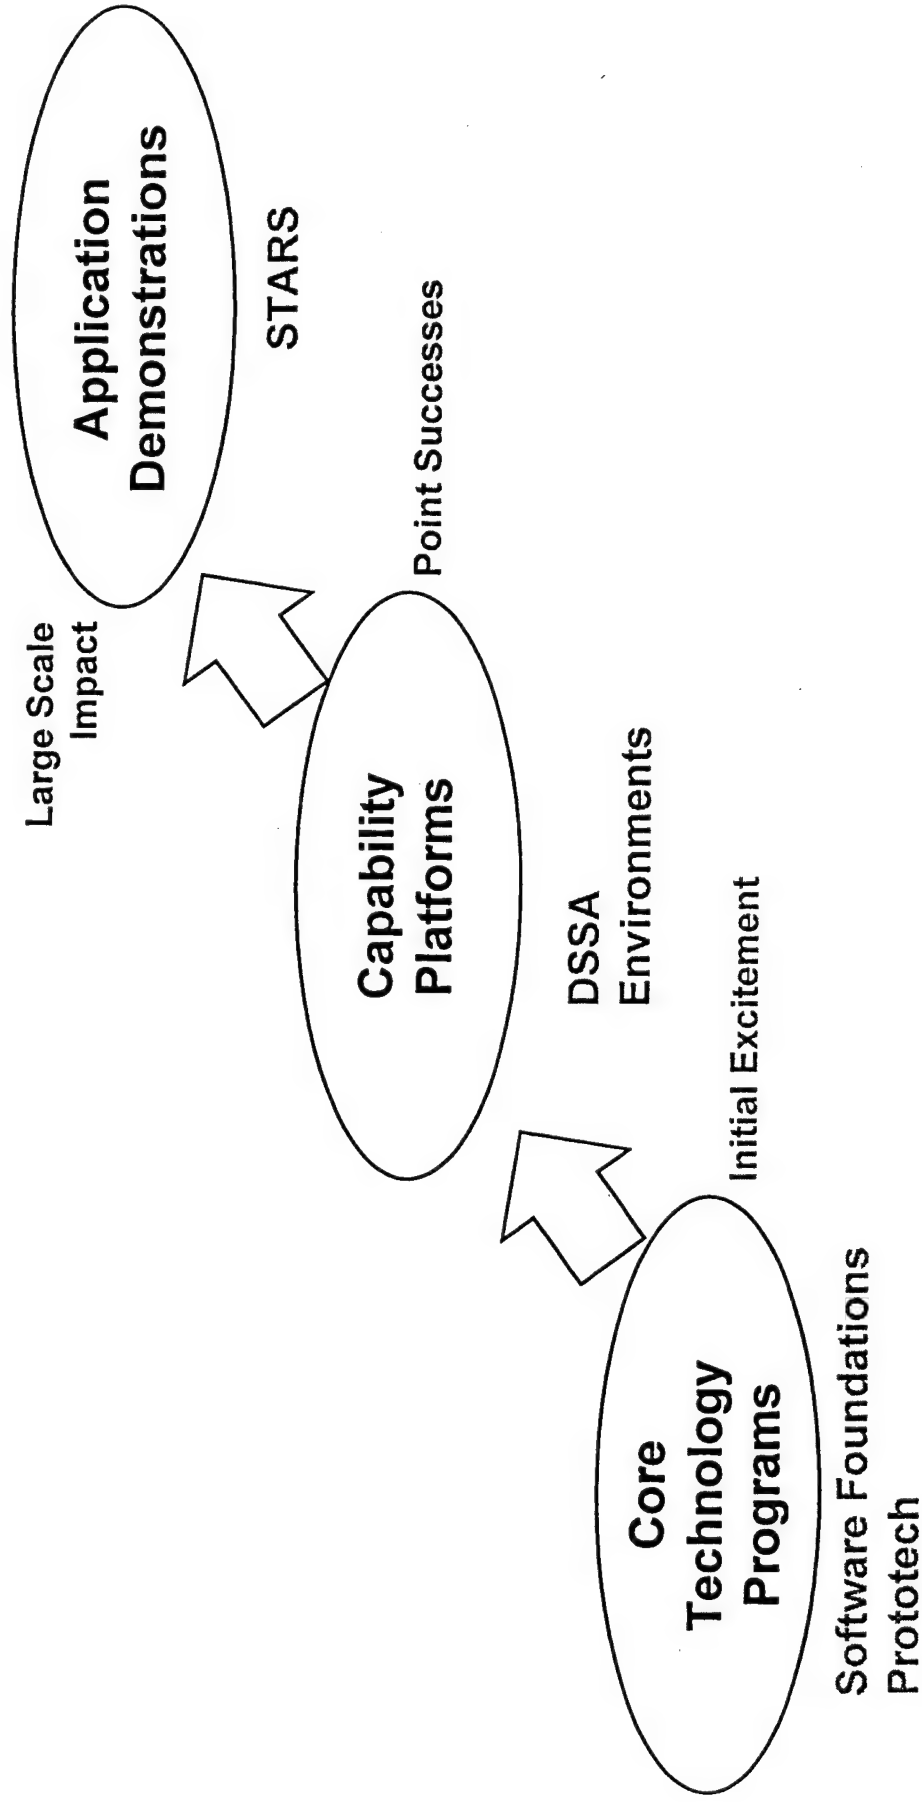 Large Scale
Impact
Application
Demonstrations
STARS
Point Successes
Capability
Platforms
DSSA
Environments
Initial Excitement
Core
Technology
Programs
Software Foundations
Prototech